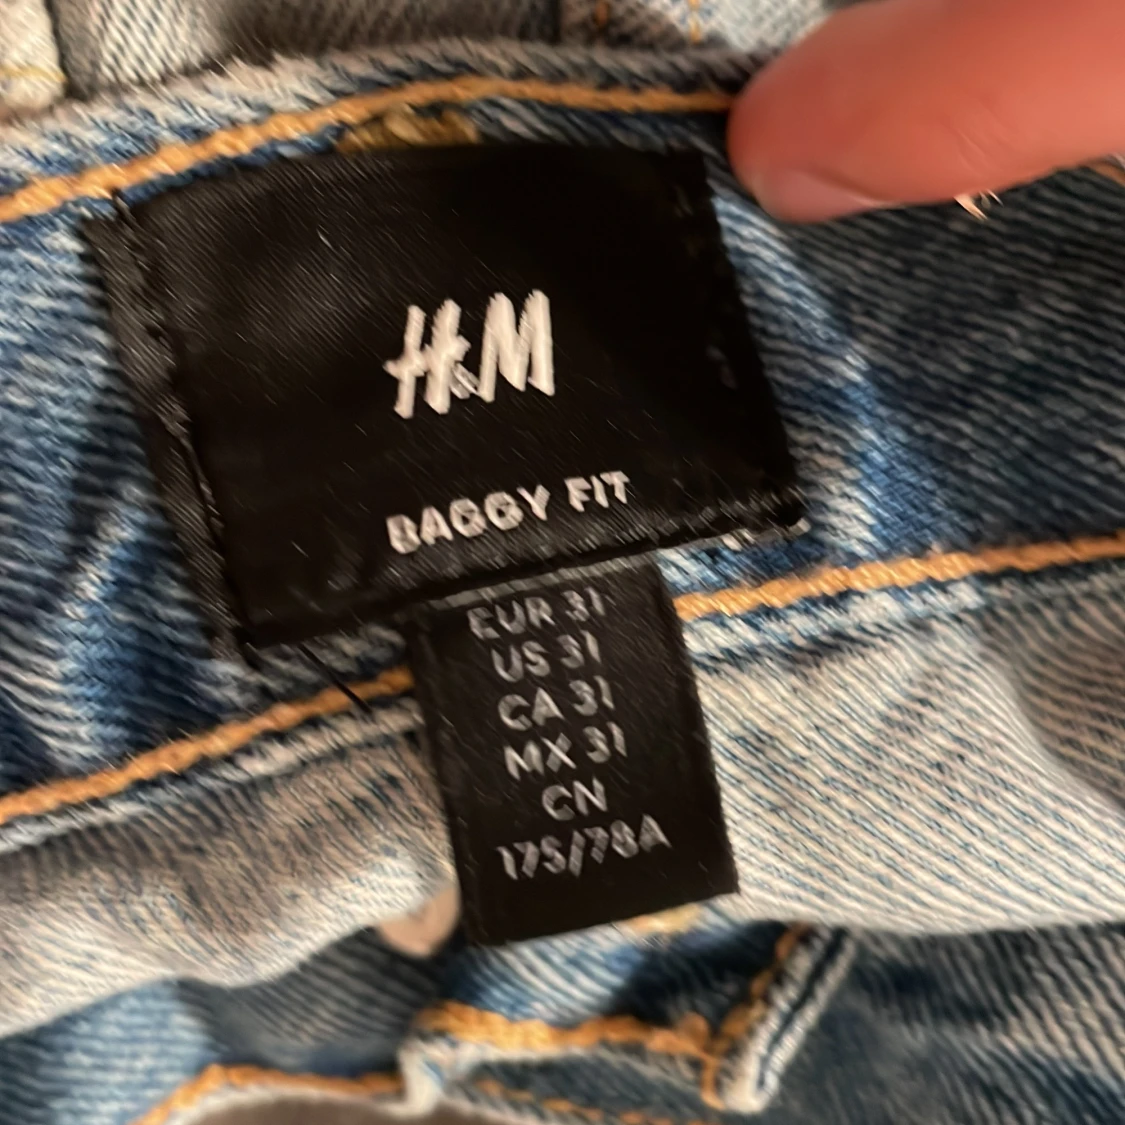 H&M
BAGGY FIT
EUR 31
US 31
CA 31
MX 31
CN
175/78A